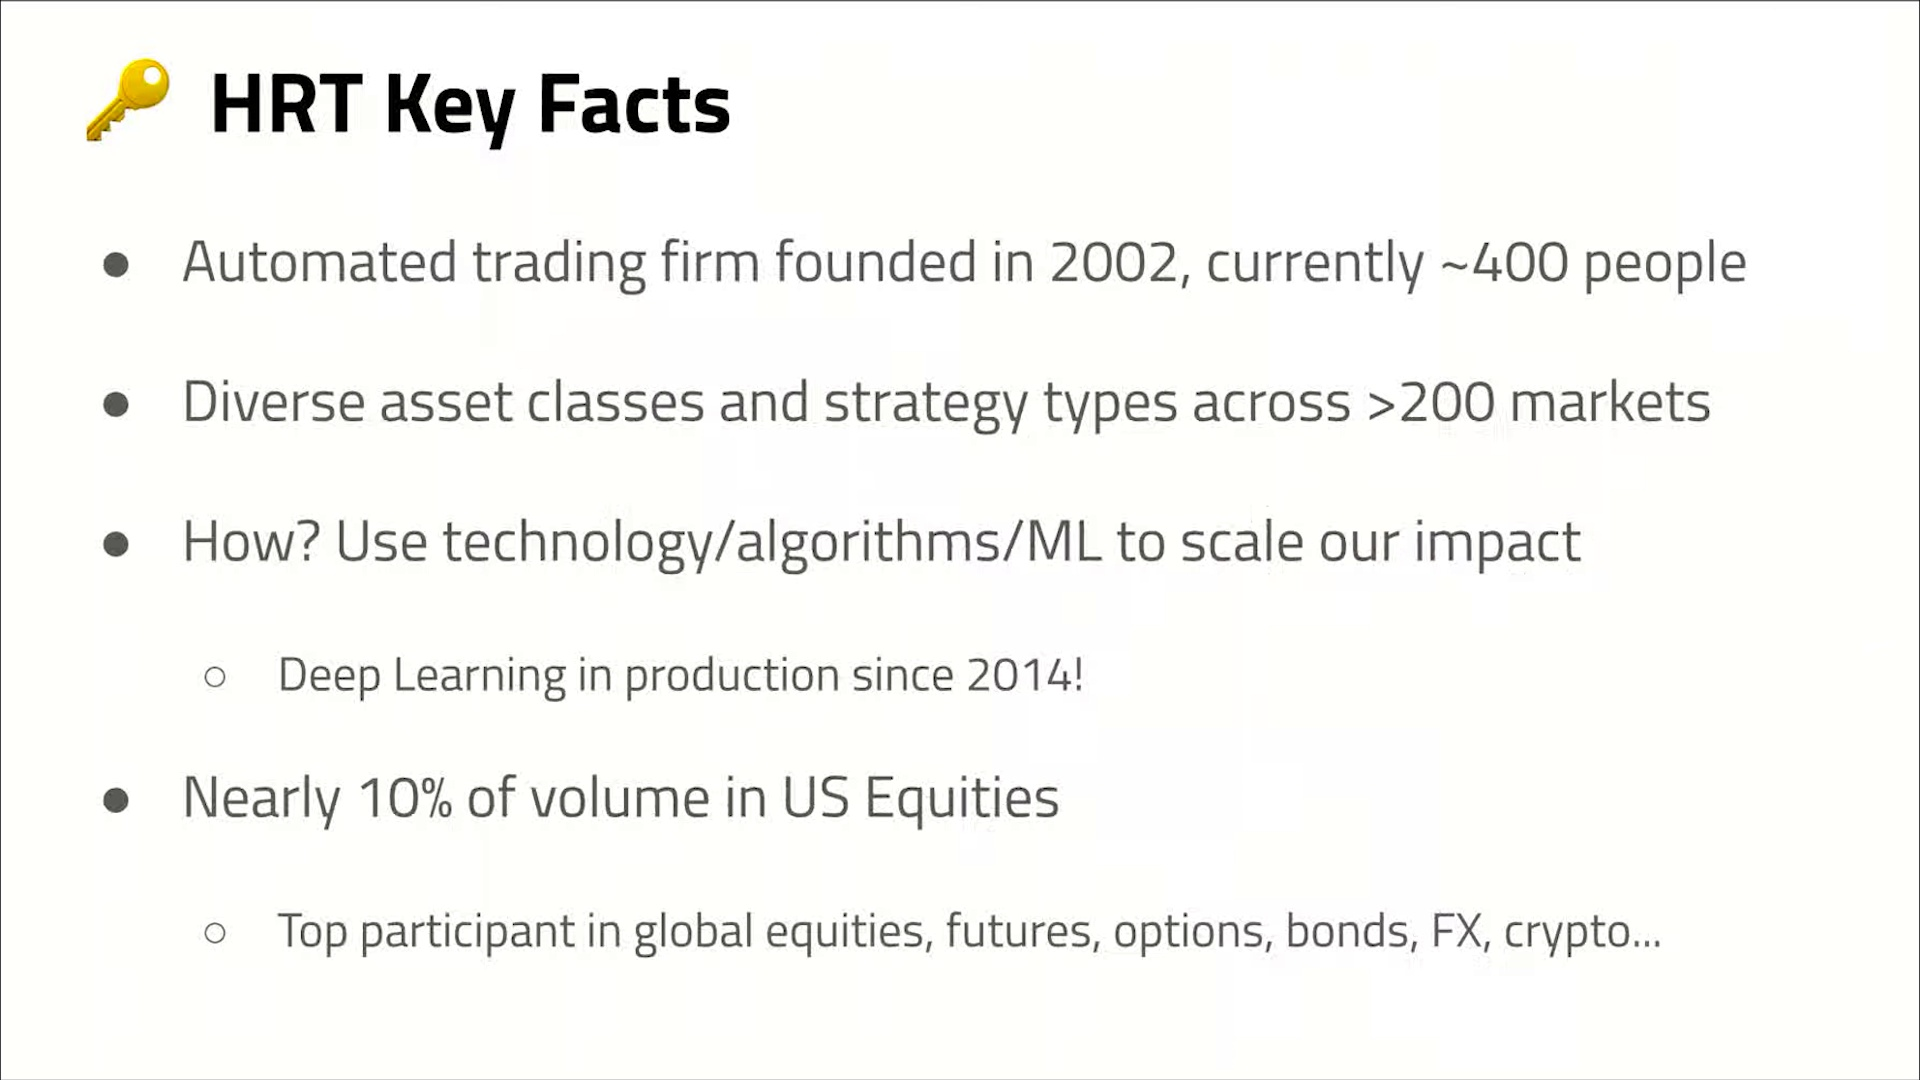 HRT Key Facts
● Automated trading firm founded in 2002, currently ~400 people
● Diverse asset classes and strategy types across >200 markets
● How? Use technology/algorithms/ML to scale our impact
○ Deep Learning in production since 2014!
● Nearly 10% of volume in US Equities
○ Top participant in global equities, futures, options, bonds, FX, crypto...